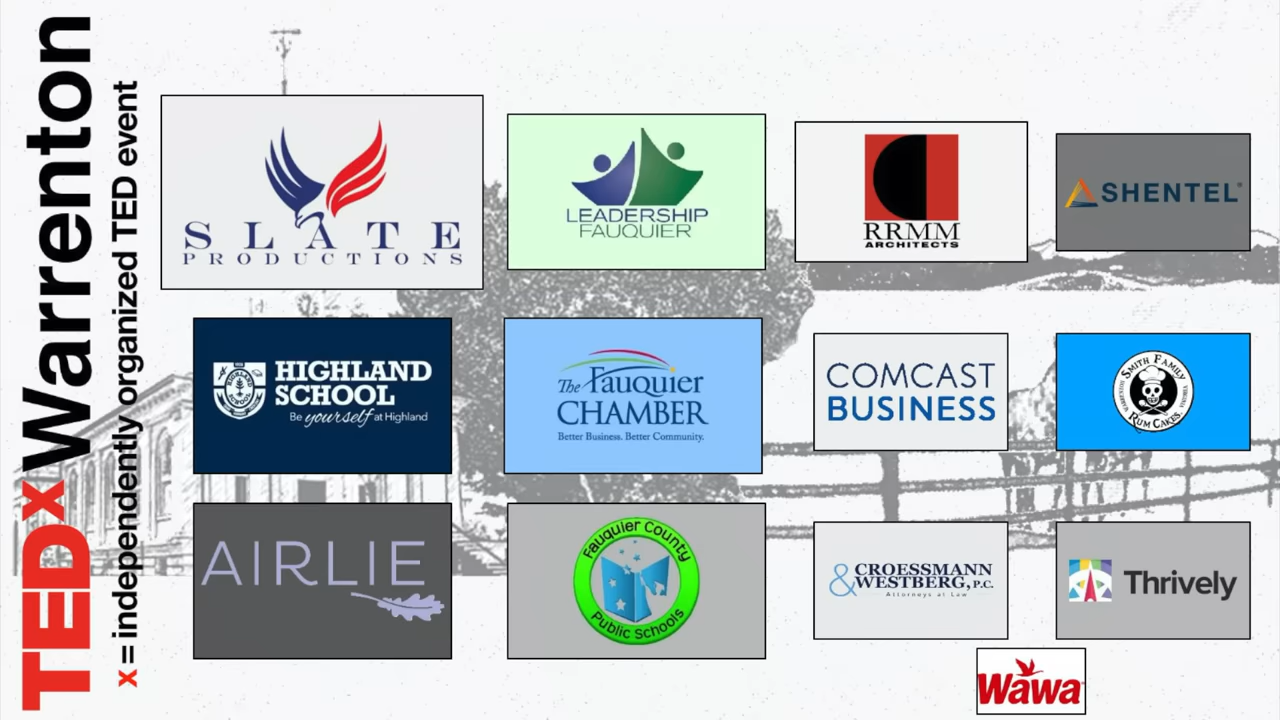 TEDxWarrenton
x = independently organized TED event
SLATE
PRODUCTIONS
LEADERSHIP
FAUQUIER
RRMM
ARCHITECTS
SHENTEL
HIGHLAND
SCHOOL
Be yourself at Highland
The Fauquier
CHAMBER
Better Business. Better Community.
COMCAST
BUSINESS
SMITH FAMILY
RUM CAKES
AIRLIE
Fauquier County
Public Schools
CROESSMANN
& WESTBERG, P.C.
Attorneys at Law
Thrively
Wawa